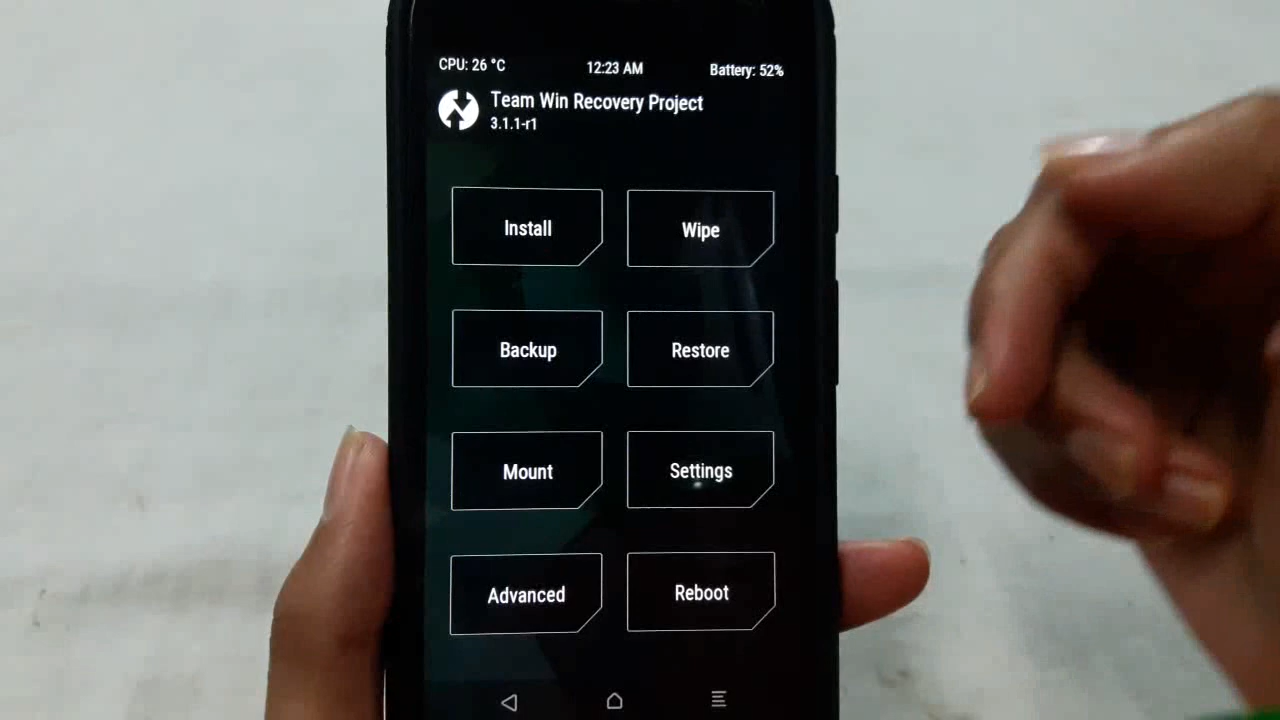 CPU: 26 °C 12:23 AM Battery: 52%
Team Win Recovery Project
3.1.1-r1
Install Wipe
Backup Restore
Mount Settings
Advanced Reboot